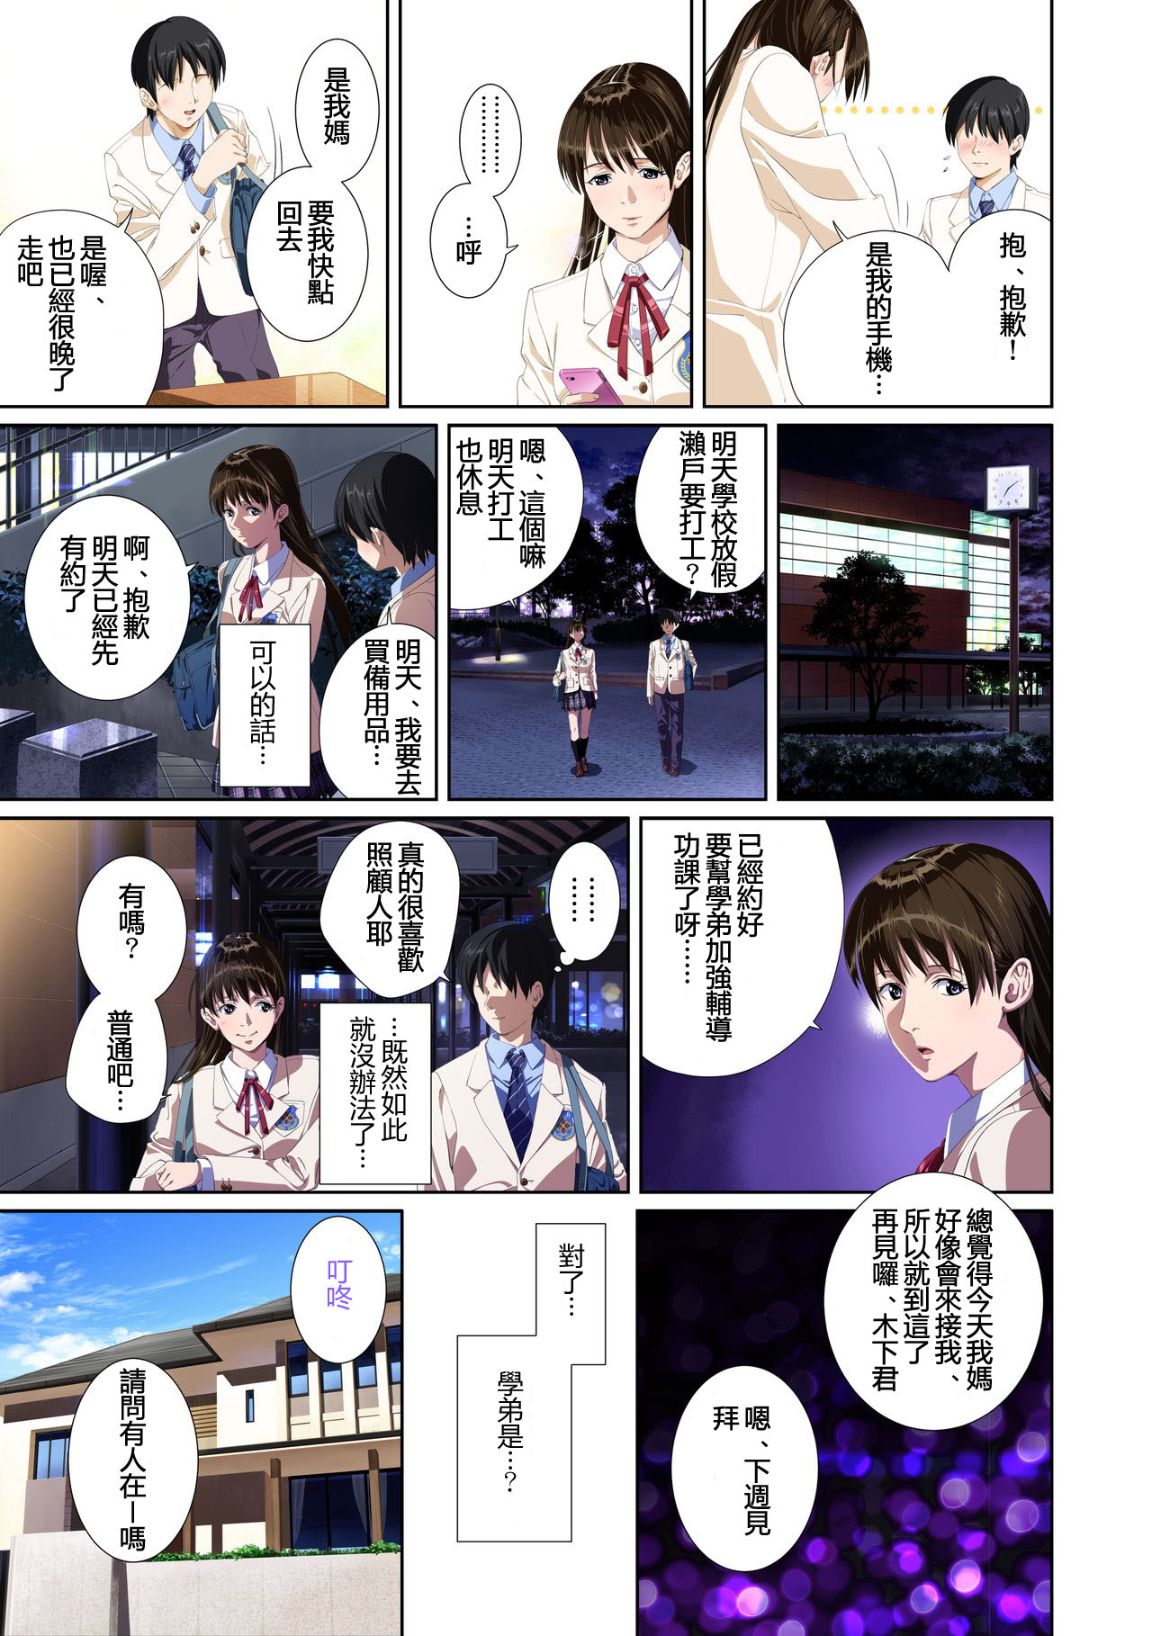 抱、抱歉！
是我的手機…
…………
…呼
是我媽
要我快點
回去
是喔、
也已經很晚了
走吧
明天學校放假
瀨戶要打工？
嗯、這個嘛
明天打工
也休息
明天、我要去
買備用品…
可以的話…
啊、抱歉
明天已經先
有約了
已經約好
要幫學弟加強輔導
功課了呀……
……
真的很喜歡
照顧人耶
…既然如此
就沒辦法了…
有嗎？
普通吧…
總覺得今天我媽
好像會來接我、
所以就到這了
再見囉、木下君
嗯、下週見
拜
對了…
學弟是…？
叮咚
請問有人在ー嗎